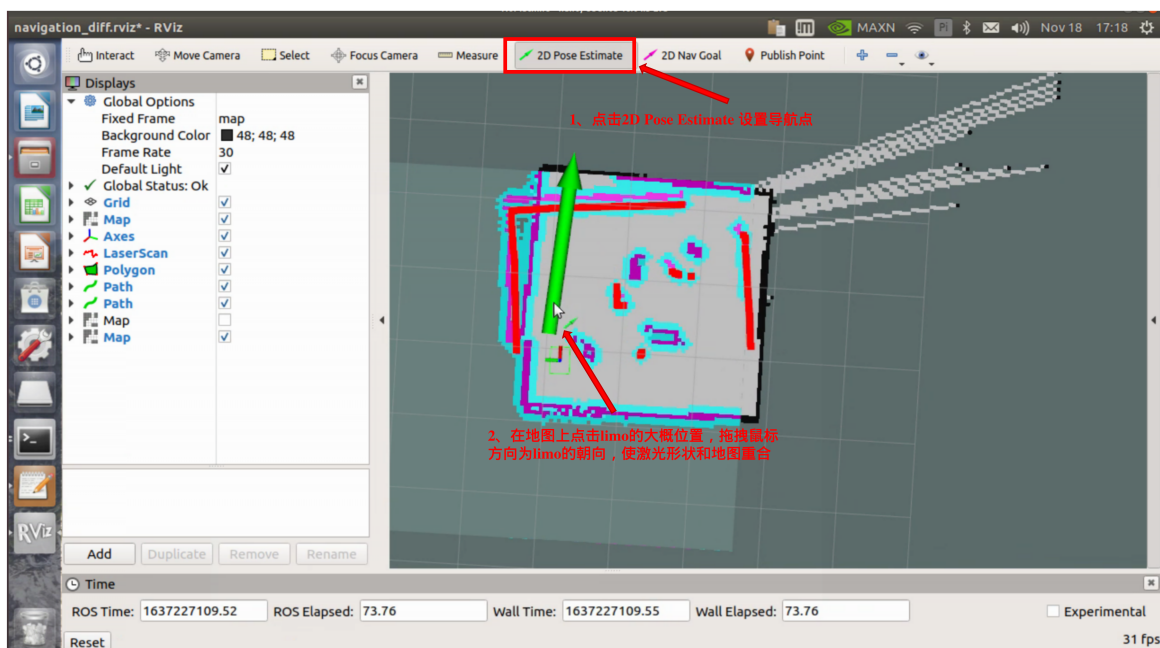 navigation_diff.rviz* - RViz
MAXN
Nov 18 17:18
Interact
Move Camera
Select
Focus Camera
Measure
2D Pose Estimate
2D Nav Goal
Publish Point
Displays
Global Options
Fixed Frame map
Background Color 48; 48; 48
Frame Rate 30
Default Light
Global Status: Ok
Grid
Map
Axes
LaserScan
Polygon
Path
Path
Map
Map
1、点击2D Pose Estimate 设置导航点
2、在地图上点击limo的大概位置，拖拽鼠标
方向为limo的朝向，使激光形状和地图重合
RViz
Add
Duplicate
Remove
Rename
Time
ROS Time: 1637227109.52
ROS Elapsed: 73.76
Wall Time: 1637227109.55
Wall Elapsed: 73.76
Experimental
Reset
31 fps